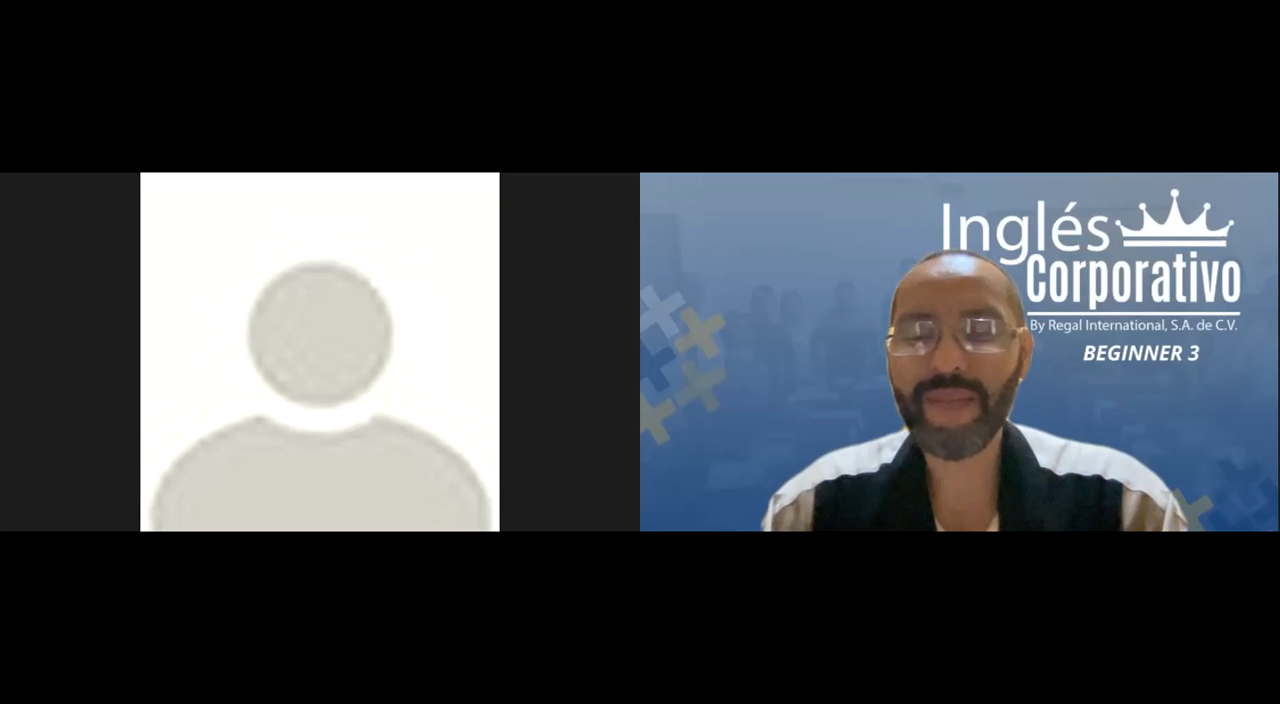 Inglés
Corporativo
By Regal International, S.A. de C.V.
BEGINNER 3